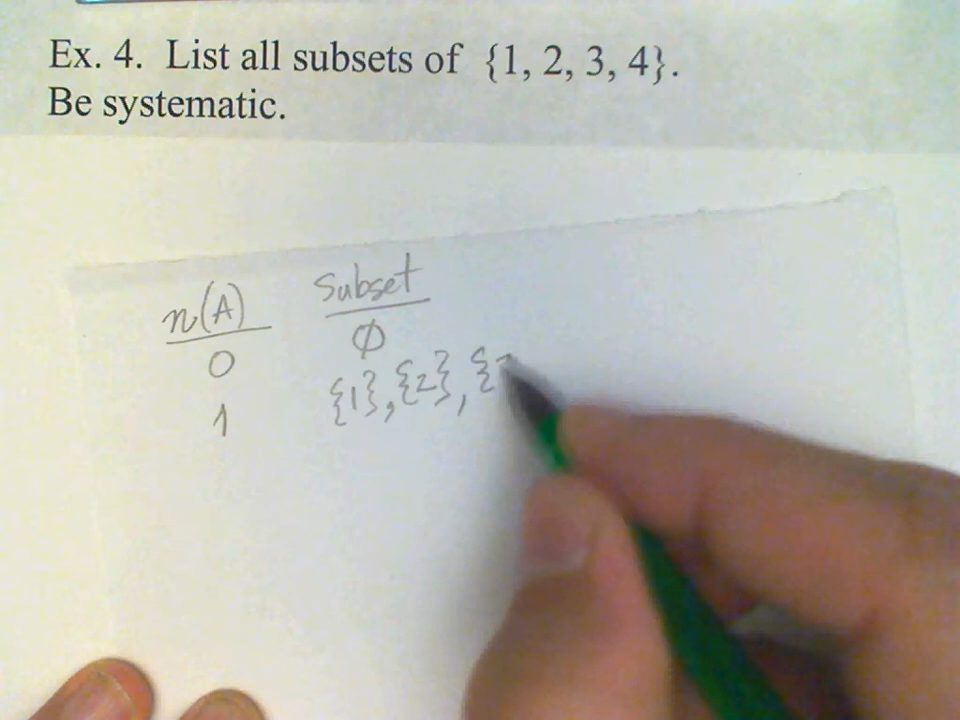 Ex. 4. List all subsets of {1, 2, 3, 4}.
Be systematic.
n(A) Subset
0 ∅
1 {1}, {2}, {